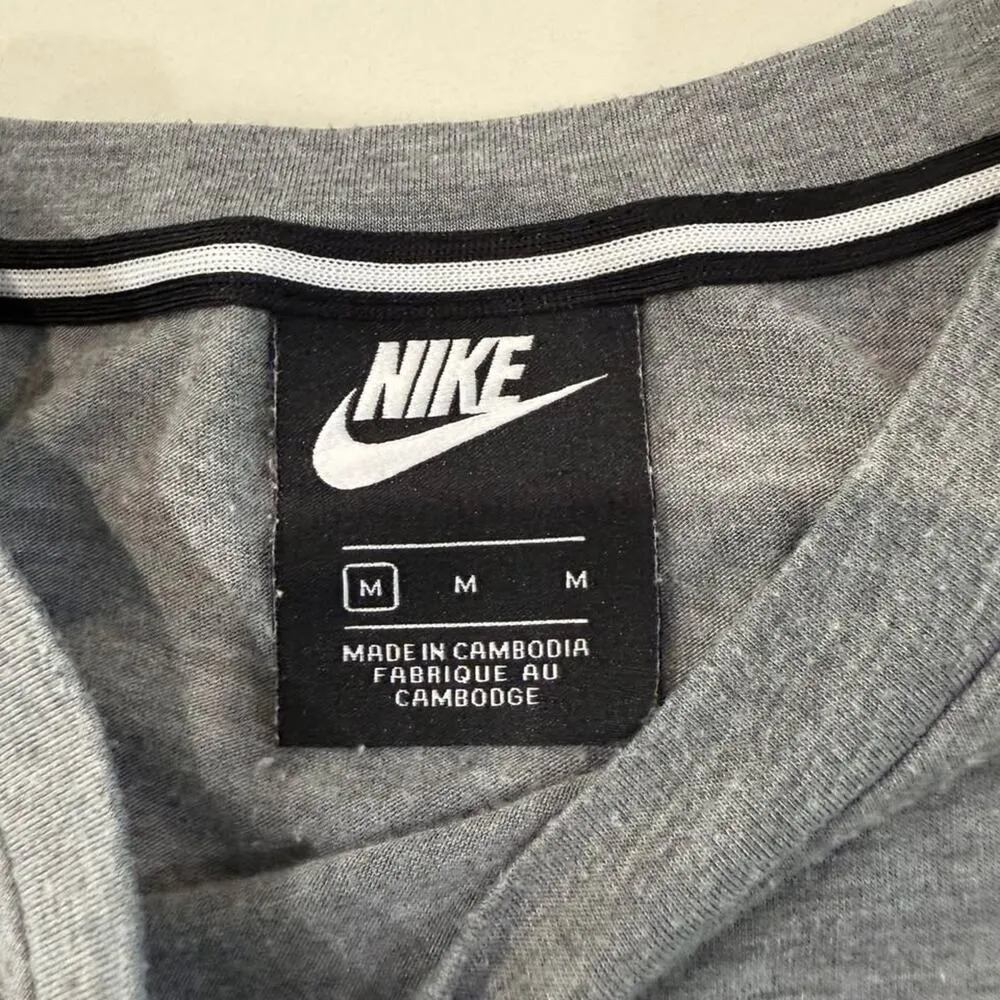 NIKE
M M M
MADE IN CAMBODIA
FABRIQUE AU
CAMBODGE